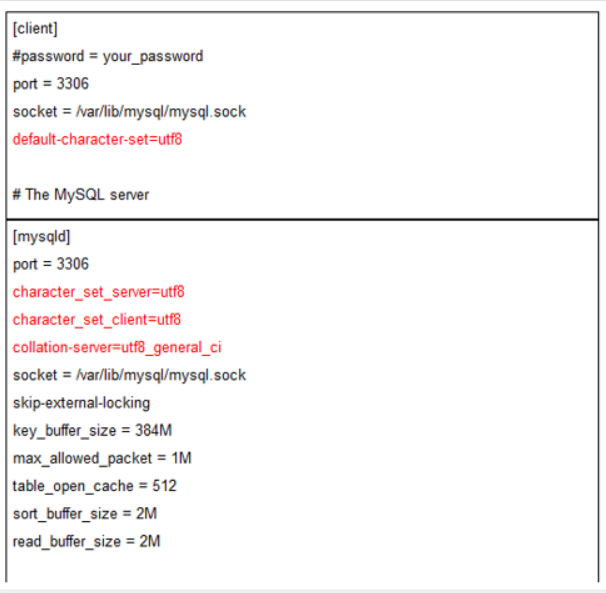 [client]
#password = your_password
port = 3306
socket = /var/lib/mysql/mysql.sock
default-character-set=utf8
# The MySQL server
[mysqld]
port = 3306
character_set_server=utf8
character_set_client=utf8
collation-server=utf8_general_ci
socket = /var/lib/mysql/mysql.sock
skip-external-locking
key_buffer_size = 384M
max_allowed_packet = 1M
table_open_cache = 512
sort_buffer_size = 2M
read_buffer_size = 2M